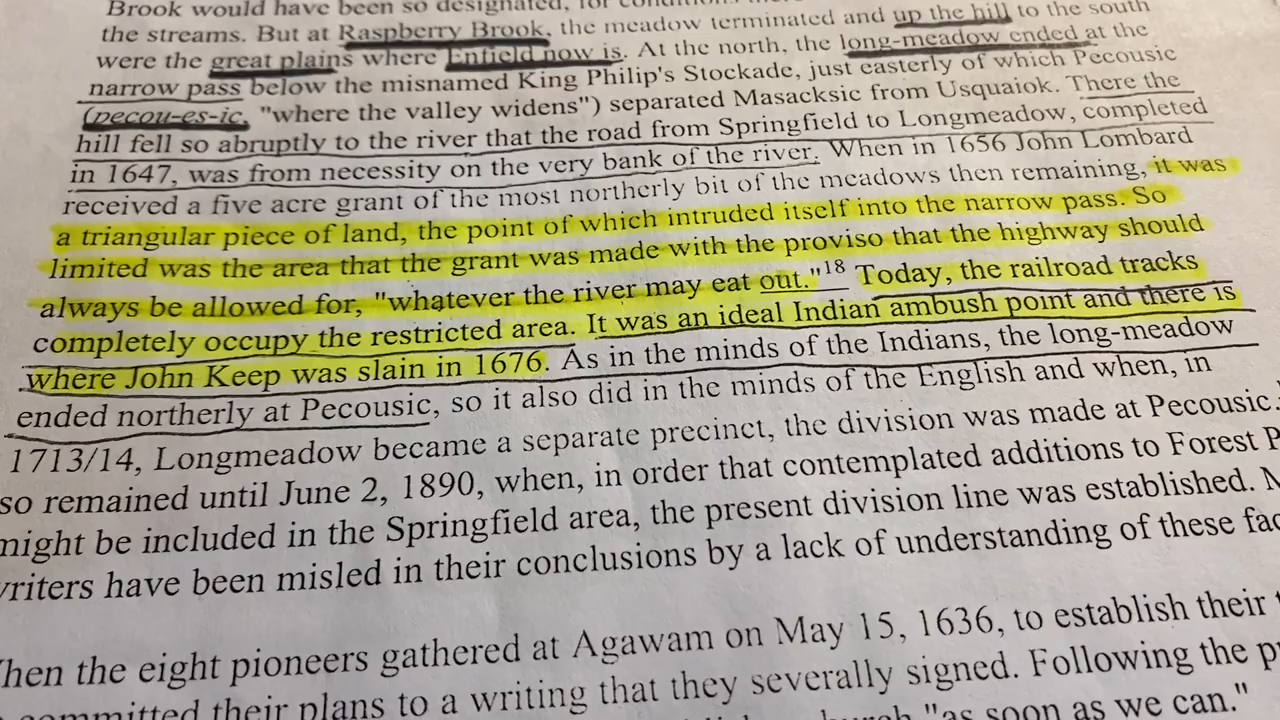 Brook would have been so designated, for
the streams. But at Raspberry Brook, the meadow terminated and up the hill to the south
were the great plains where Enfield now is. At the north, the long-meadow ended at the
narrow pass below the misnamed King Philip's Stockade, just easterly of which Pecousic
(pecou-es-ic, "where the valley widens") separated Masacksic from Usquaiok. There the
hill fell so abruptly to the river that the road from Springfield to Longmeadow, completed
in 1647, was from necessity on the very bank of the river. When in 1656 John Lombard
received a five acre grant of the most northerly bit of the meadows then remaining, it was
a triangular piece of land, the point of which intruded itself into the narrow pass. So
limited was the area that the grant was made with the proviso that the highway should
always be allowed for, "whatever the river may eat out."18 Today, the railroad tracks
completely occupy the restricted area. It was an ideal Indian ambush point and there is
where John Keep was slain in 1676. As in the minds of the Indians, the long-meadow
ended northerly at Pecousic, so it also did in the minds of the English and when, in
1713/14, Longmeadow became a separate precinct, the division was made at Pecousic.
so remained until June 2, 1890, when, in order that contemplated additions to Forest P
might be included in the Springfield area, the present division line was established. M
writers have been misled in their conclusions by a lack of understanding of these fac
hen the eight pioneers gathered at Agawam on May 15, 1636, to establish their
committed their plans to a writing that they severally signed. Following the p
"as soon as we can."